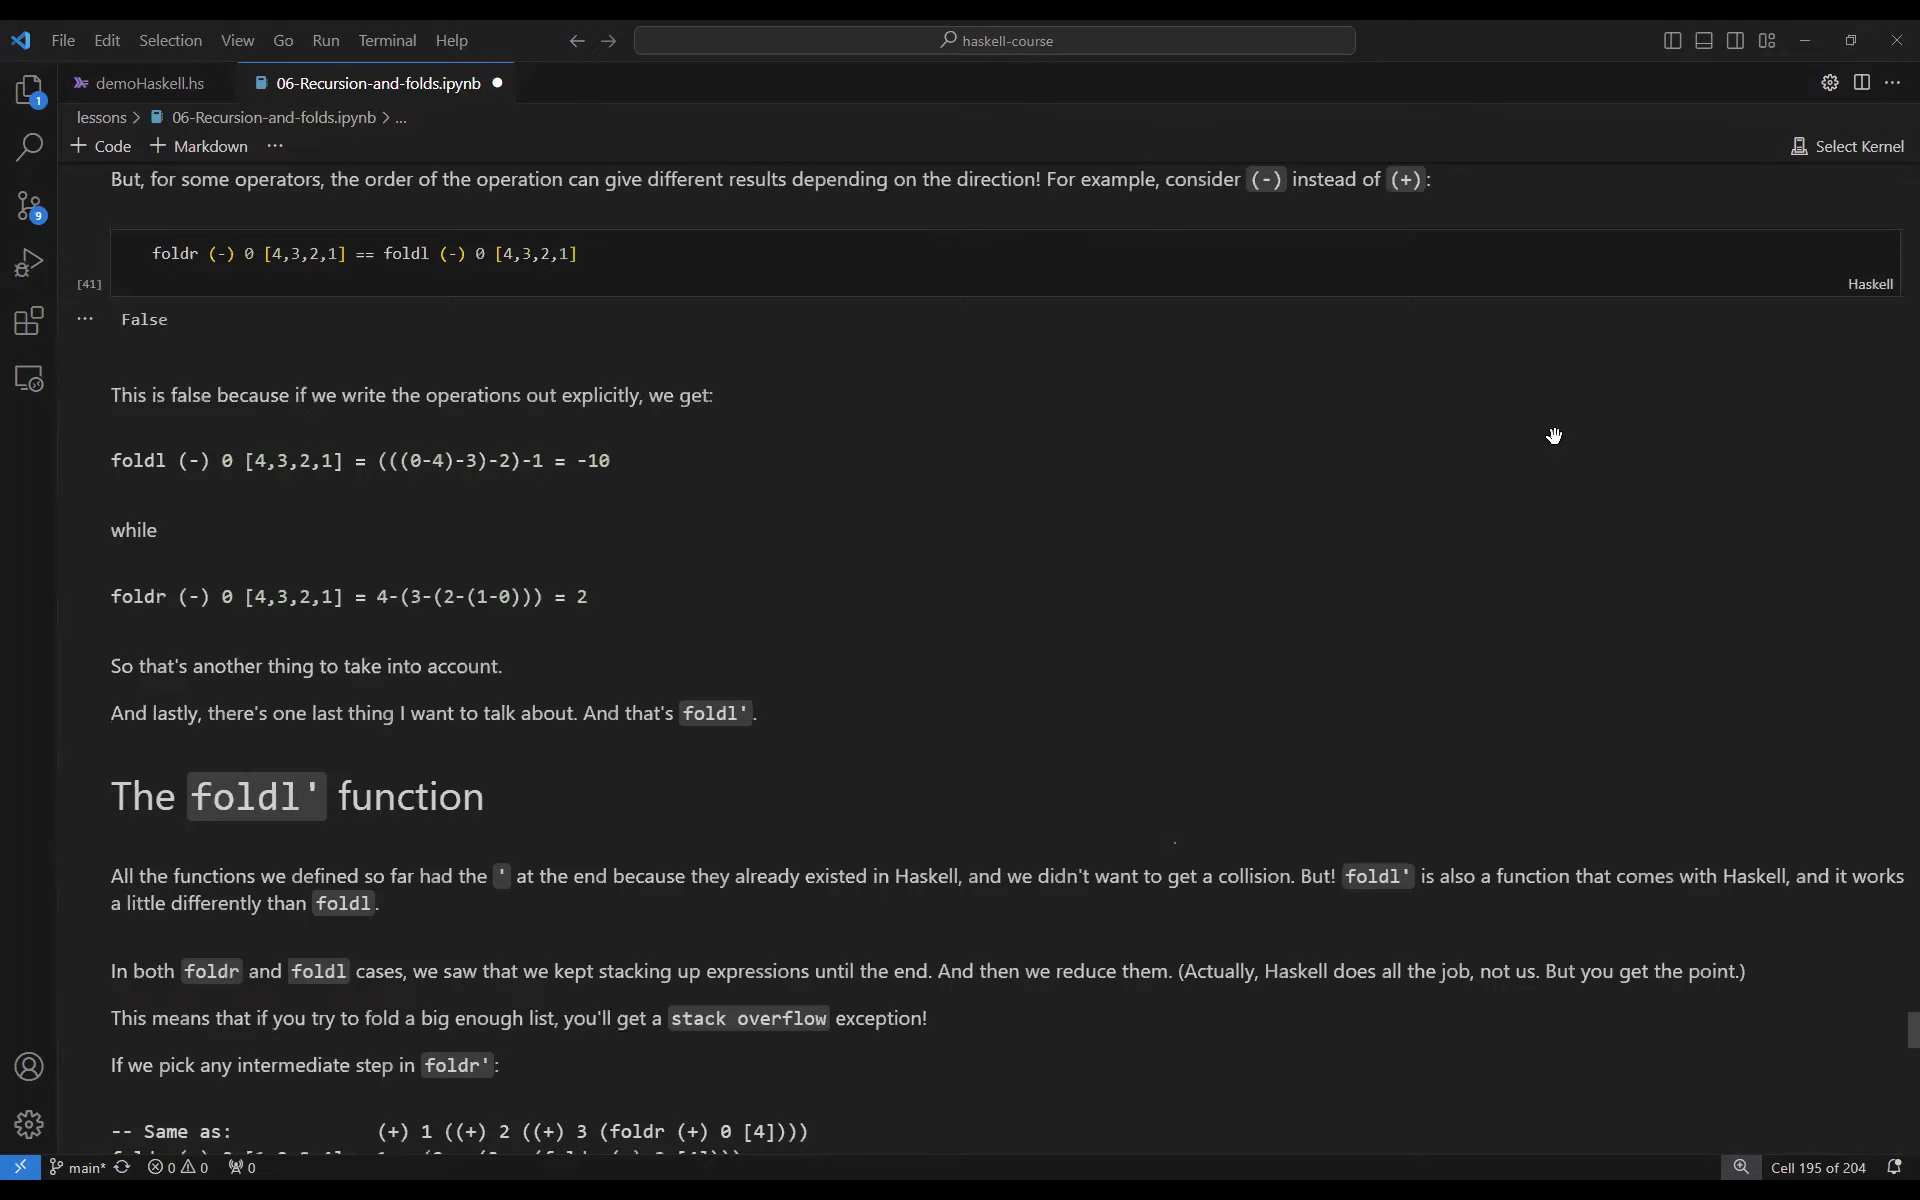 File Edit Selection View Go Run Terminal Help
haskell-course
demoHaskell.hs
06-Recursion-and-folds.ipynb
lessons > 06-Recursion-and-folds.ipynb > ...
+ Code + Markdown ...
Select Kernel
But, for some operators, the order of the operation can give different results depending on the direction! For example, consider (-) instead of (+):
foldr (-) 0 [4,3,2,1] == foldl (-) 0 [4,3,2,1]
[41]
Haskell
... False
This is false because if we write the operations out explicitly, we get:
foldl (-) 0 [4,3,2,1] = (((0-4)-3)-2)-1 = -10
while
foldr (-) 0 [4,3,2,1] = 4-(3-(2-(1-0))) = 2
So that's another thing to take into account.
And lastly, there's one last thing I want to talk about. And that's foldl'.
The foldl' function
All the functions we defined so far had the ' at the end because they already existed in Haskell, and we didn't want to get a collision. But! foldl' is also a function that comes with Haskell, and it works
a little differently than foldl.
In both foldr and foldl cases, we saw that we kept stacking up expressions until the end. And then we reduce them. (Actually, Haskell does all the job, not us. But you get the point.)
This means that if you try to fold a big enough list, you'll get a stack overflow exception!
If we pick any intermediate step in foldr':
-- Same as: (+) 1 ((+) 2 ((+) 3 (foldr (+) 0 [4])))
1
9
main* 0 0 0
Cell 195 of 204